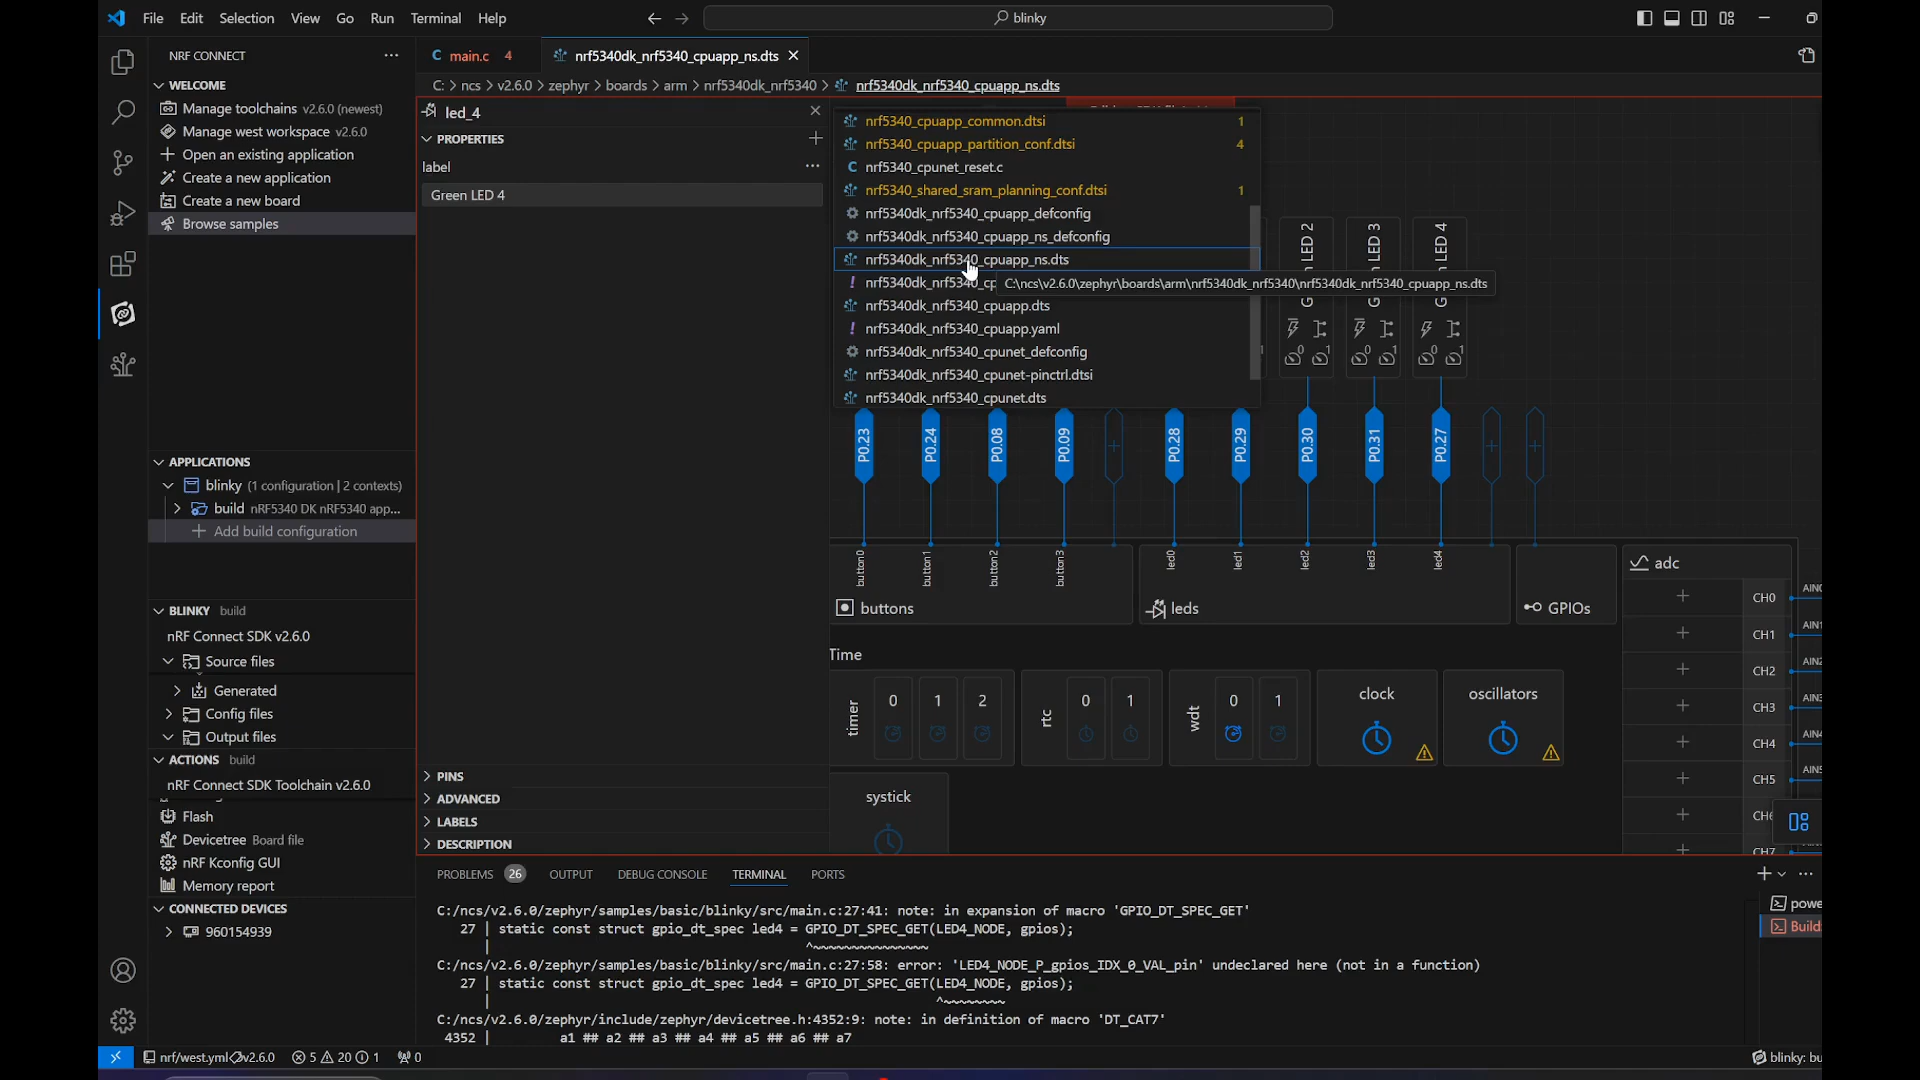 File Edit Selection View Go Run Terminal Help
blinky
NRF CONNECT
WELCOME
Manage toolchains v2.6.0 (newest)
Manage west workspace v2.6.0
Open an existing application
Create a new application
Create a new board
Browse samples
APPLICATIONS
blinky (1 configuration | 2 contexts)
build nRF5340 DK nRF5340 app...
Add build configuration
BLINKY build
nRF Connect SDK v2.6.0
Source files
Generated
Config files
Output files
ACTIONS build
nRF Connect SDK Toolchain v2.6.0
Flash
Devicetree Board file
nRF Kconfig GUI
Memory report
CONNECTED DEVICES
960154939
C main.c 4
nrf5340dk_nrf5340_cpuapp_ns.dts
C: > ncs > v2.6.0 > zephyr > boards > arm > nrf5340dk_nrf5340 > nrf5340dk_nrf5340_cpuapp_ns.dts
led_4
PROPERTIES
label
Green LED 4
PINS
ADVANCED
LABELS
DESCRIPTION
nrf5340_cpuapp_common.dtsi 1
nrf5340_cpuapp_partition_conf.dtsi 4
C nrf5340_cpunet_reset.c
nrf5340_shared_sram_planning_conf.dtsi 1
nrf5340dk_nrf5340_cpuapp_defconfig
nrf5340dk_nrf5340_cpuapp_ns_defconfig
nrf5340dk_nrf5340_cpuapp_ns.dts
! nrf5340dk_nrf5340_cp
C:\ncs\v2.6.0\zephyr\boards\arm\nrf5340dk_nrf5340\nrf5340dk_nrf5340_cpuapp_ns.dts
nrf5340dk_nrf5340_cpuapp.dts
! nrf5340dk_nrf5340_cpuapp.yaml
nrf5340dk_nrf5340_cpunet_defconfig
nrf5340dk_nrf5340_cpunet-pinctrl.dtsi
nrf5340dk_nrf5340_cpunet.dts
LED 2
LED 3
LED 4
0 1 0 1 0 1
P0.23 P0.24 P0.08 P0.09 P0.28 P0.29 P0.30 P0.31 P0.27
button0 button1 button2 button3 led0 led1 led2 led3 led4
buttons
leds
GPIOs
Time
timer 0 1 2
rtc 0 1
wdt 0 1
clock
oscillators
systick
adc
CH0
CH1 AIN1
CH2
CH3
CH4
CH5
CH7
PROBLEMS 26 OUTPUT DEBUG CONSOLE TERMINAL PORTS
C:/ncs/v2.6.0/zephyr/samples/basic/blinky/src/main.c:27:41: note: in expansion of macro 'GPIO_DT_SPEC_GET'
27 | static const struct gpio_dt_spec led4 = GPIO_DT_SPEC_GET(LED4_NODE, gpios);
| ^~~~~~~~~~~~~~~~
C:/ncs/v2.6.0/zephyr/samples/basic/blinky/src/main.c:27:58: error: 'LED4_NODE_P_gpios_IDX_0_VAL_pin' undeclared here (not in a function)
27 | static const struct gpio_dt_spec led4 = GPIO_DT_SPEC_GET(LED4_NODE, gpios);
| ^~~~~~~~~
C:/ncs/v2.6.0/zephyr/include/zephyr/devicetree.h:4352:9: note: in definition of macro 'DT_CAT7'
4352 | a1 ## a2 ## a3 ## a4 ## a5 ## a6 ## a7
powe
Build:
nrf/west.yml v2.6.0 5 20 1 0
blinky: bu